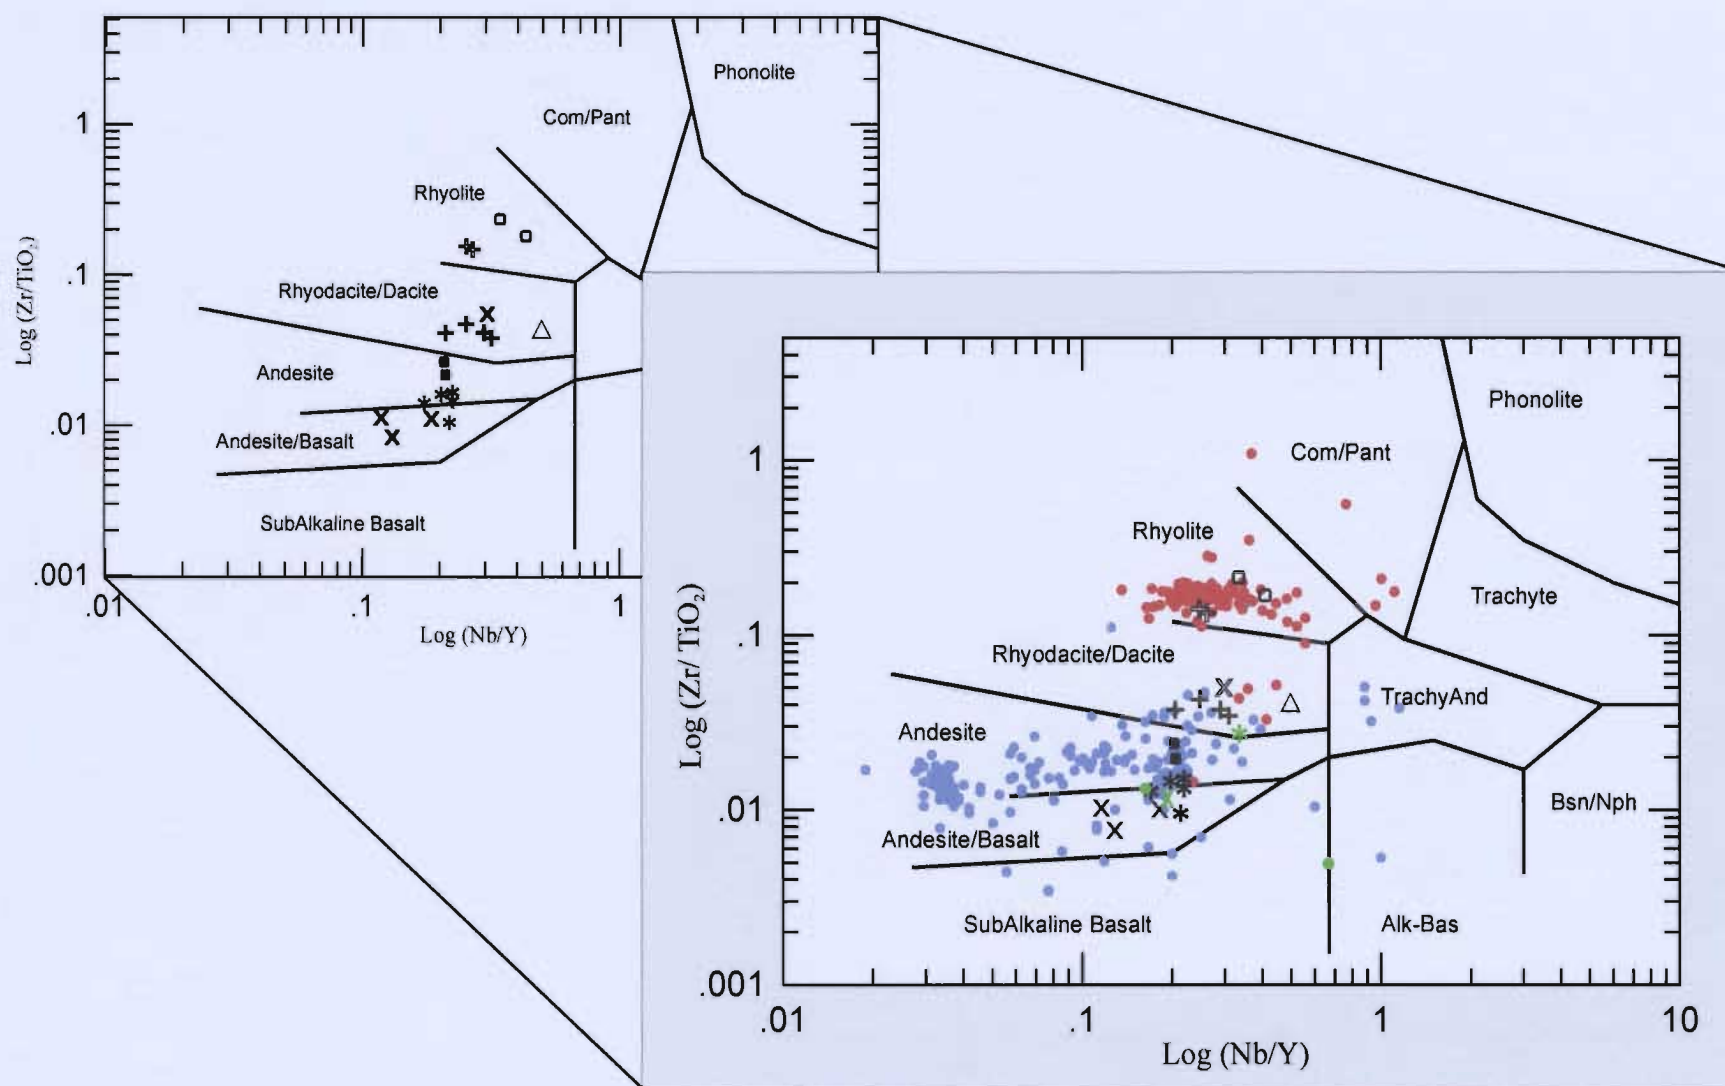 Phonolite
Com/Pant
1
Rhyolite
.1
Rhyodacite/Dacite
Andesite
.01
Andesite/Basalt
SubAlkaline Basalt
.001
.01
.1
1
Log (Nb/Y)
Log (Zr/TiO₂)
Phonolite
Com/Pant
1
Rhyolite
Trachyte
.1
Rhyodacite/Dacite
TrachyAnd
Andesite
.01
Bsn/Nph
Andesite/Basalt
SubAlkaline Basalt
Alk-Bas
.001
.01
.1
1
10
Log (Nb/Y)
Log (Zr/ TiO₂)